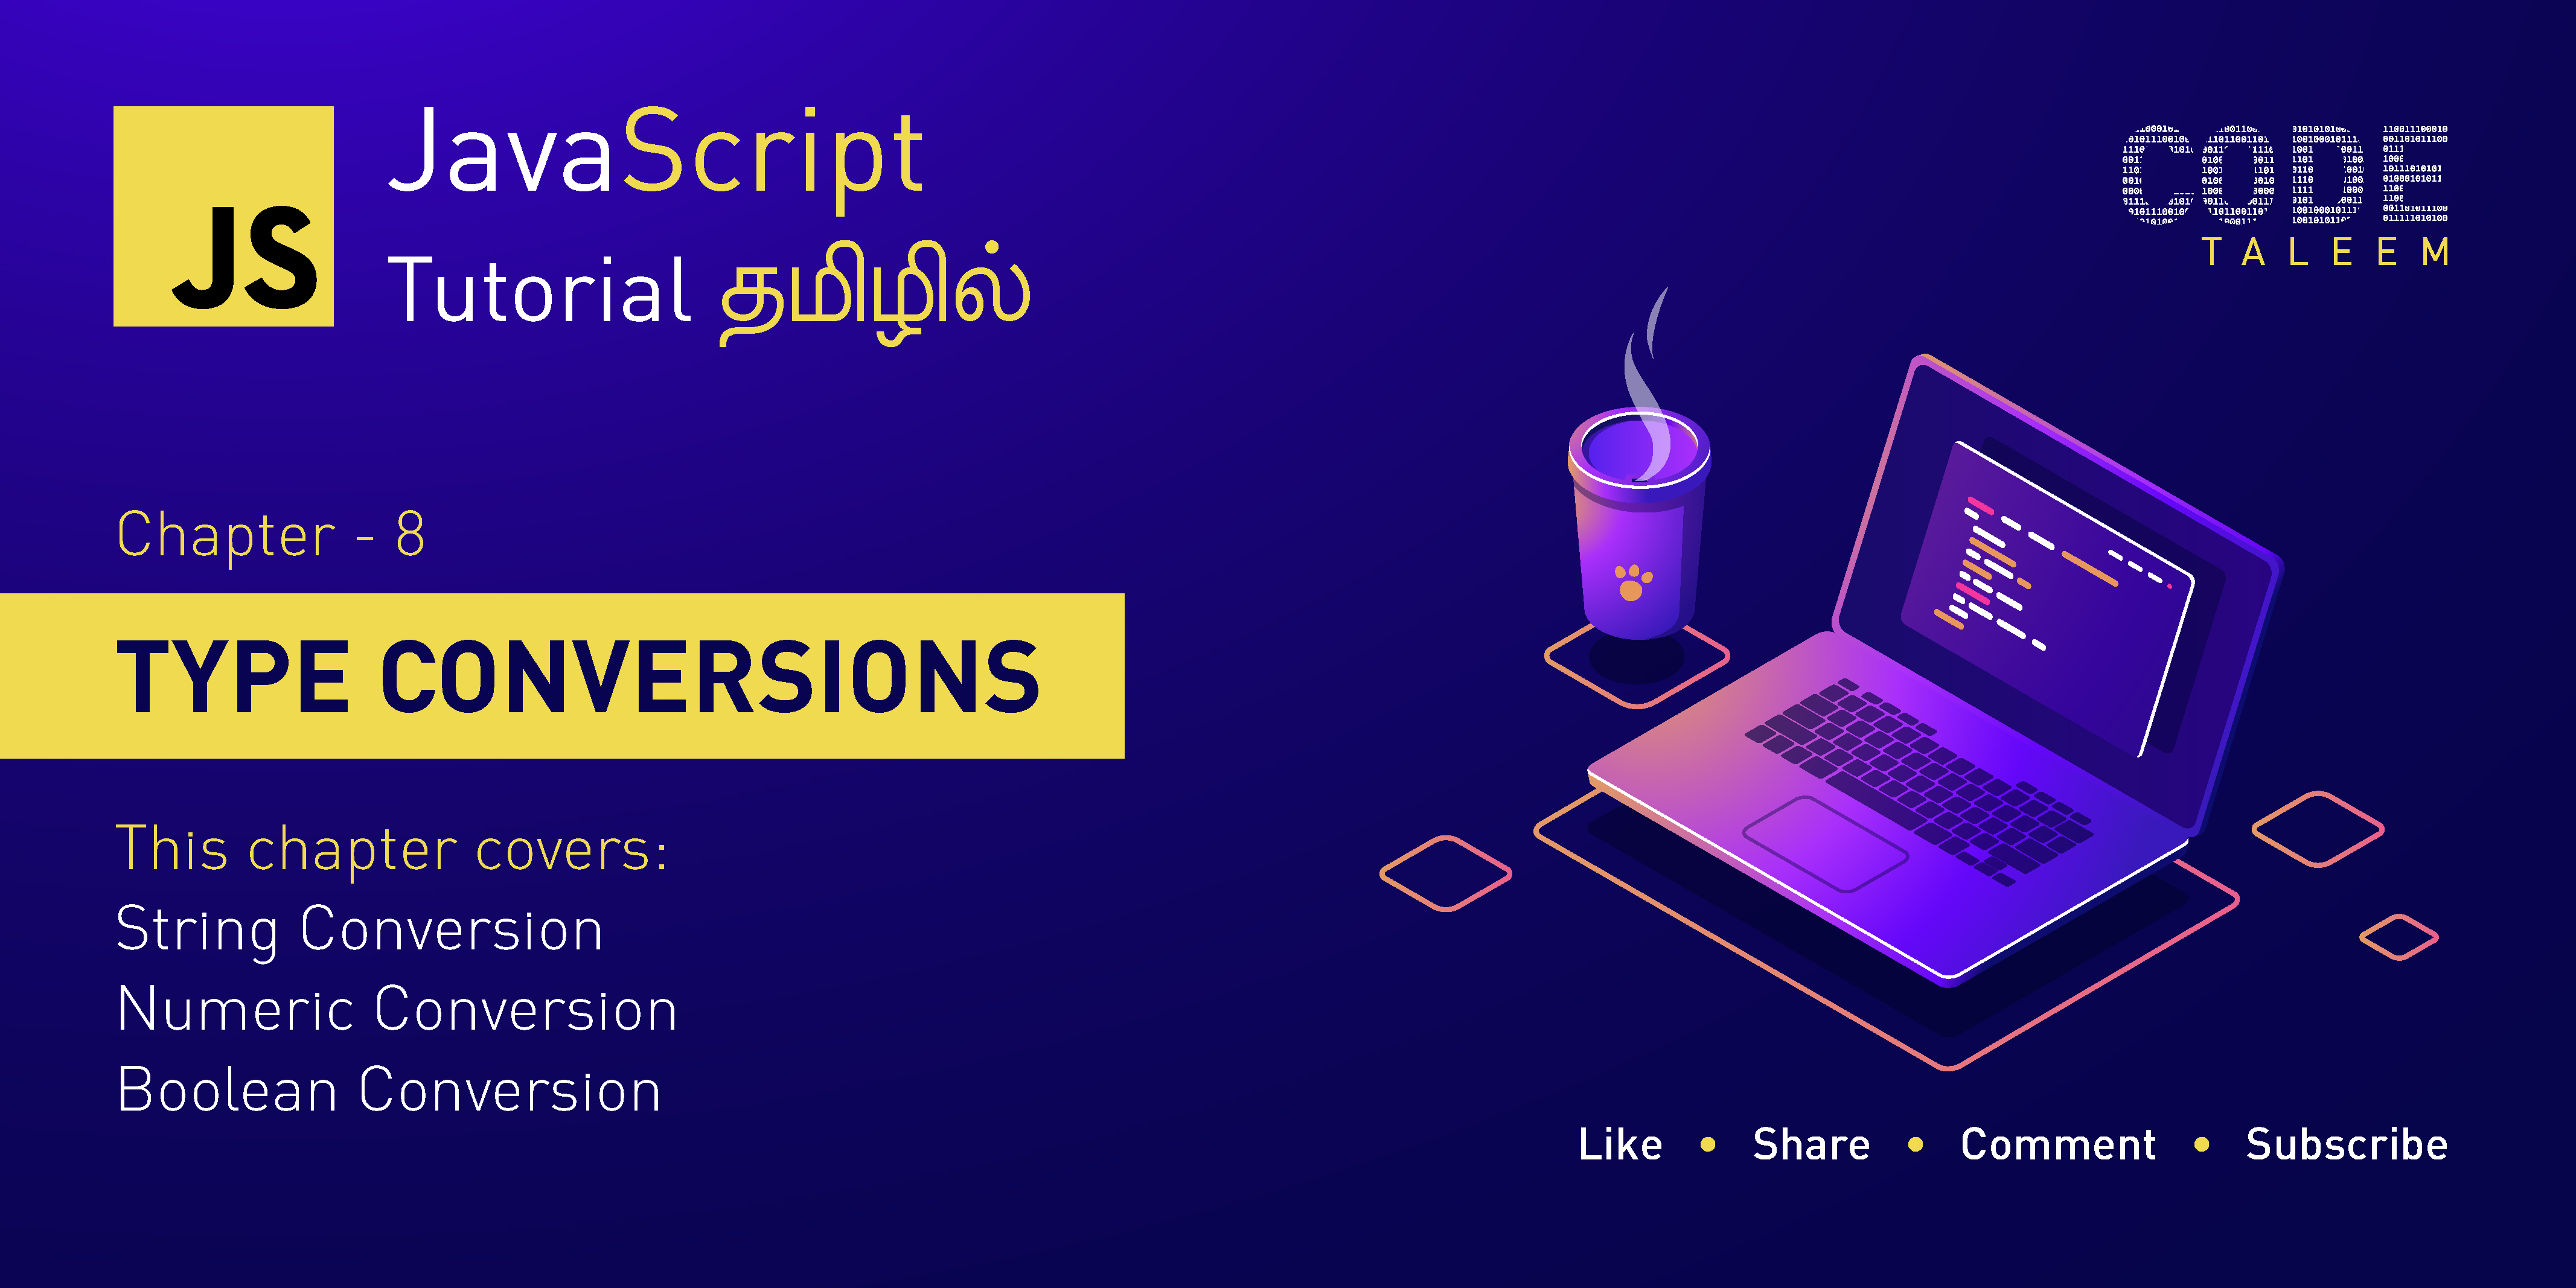 JS
JavaScript
Tutorial தமிழில்
CODE
TALEEM
Chapter - 8
TYPE CONVERSIONS
This chapter covers:
String Conversion
Numeric Conversion
Boolean Conversion
Like • Share • Comment • Subscribe